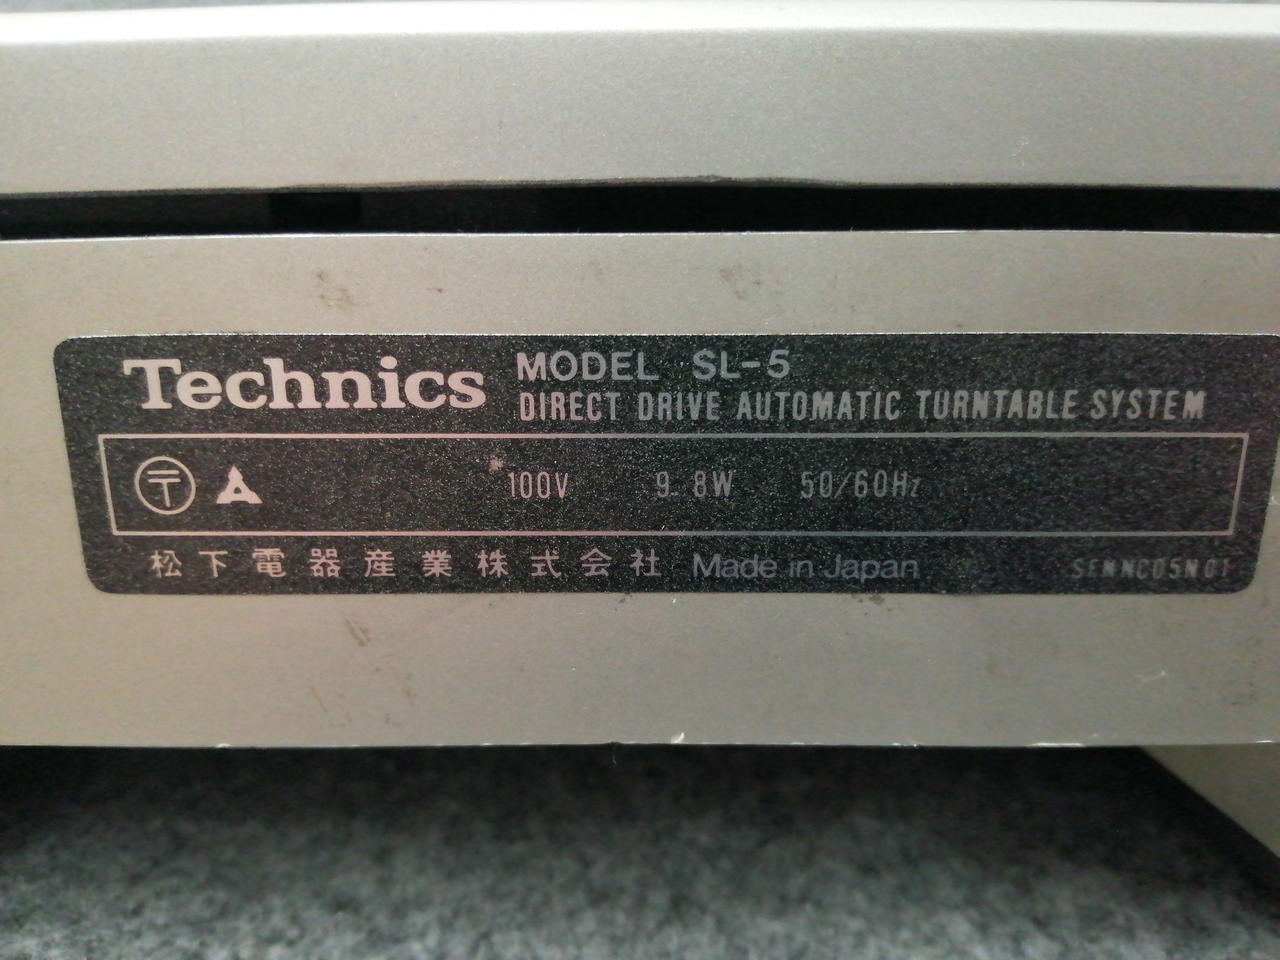 Technics MODEL SL-5
DIRECT DRIVE AUTOMATIC TURNTABLE SYSTEM
〒 100V 9.8W 50/60Hz
松下電器産業株式会社 Made in Japan SFNNC05N01